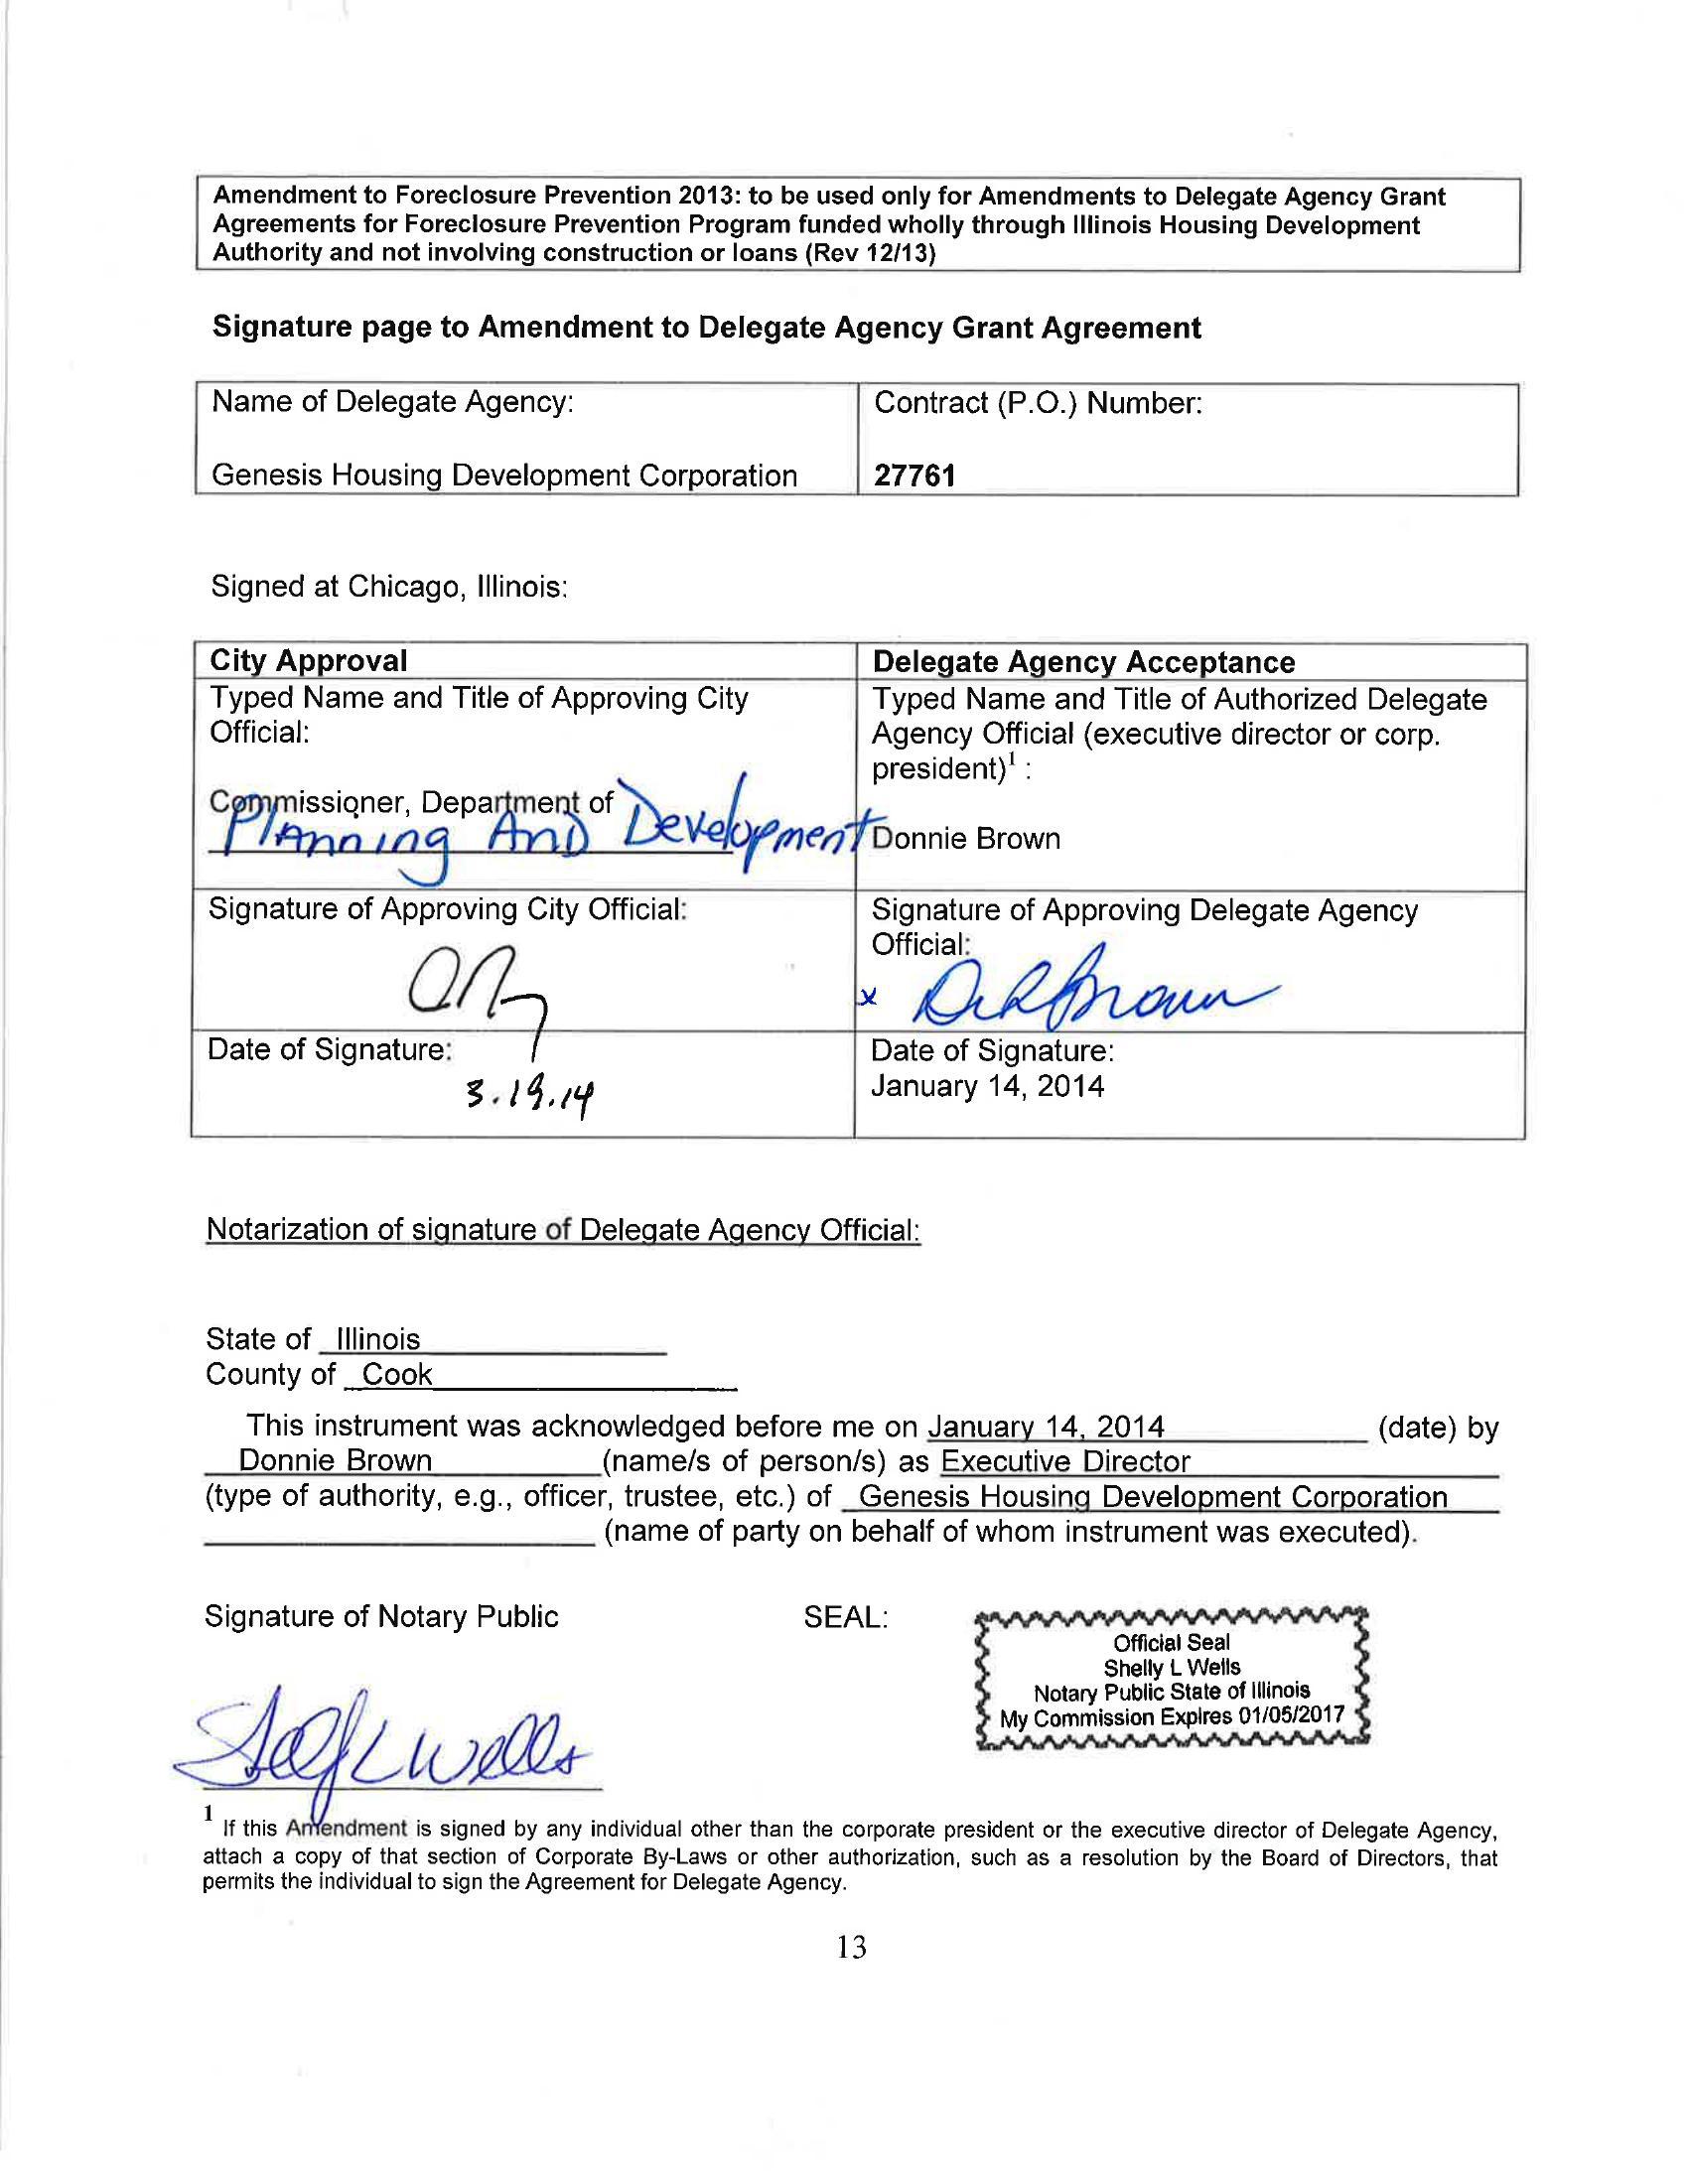 Amendment to Foreclosure Prevention 2013: to be used only for Amendments to Delegate Agency Grant
Agreements for Foreclosure Prevention Program funded wholly through Illinois Housing Development
Authority and not involving construction or loans (Rev 12/13)
Signature page to Amendment to Delegate Agency Grant Agreement
Name of Delegate Agency:
Genesis Housing Development Corporation
Contract (P.O.) Number:
27761
Signed at Chicago, Illinois:
City Approval
Typed Name and Title of Approving City
Official:
Commissioner, Department of
Planning And Development
Delegate Agency Acceptance
Typed Name and Title of Authorized Delegate
Agency Official (executive director or corp.
president)1 :
Donnie Brown
Signature of Approving City Official:
Signature of Approving Delegate Agency
Official:
x Brown
Date of Signature:
3.19.14
Date of Signature:
January 14, 2014
Notarization of signature of Delegate Agency Official:
State of Illinois
County of Cook
This instrument was acknowledged before me on January 14, 2014 (date) by
Donnie Brown (name/s of person/s) as Executive Director
(type of authority, e.g., officer, trustee, etc.) of Genesis Housing Development Corporation
(name of party on behalf of whom instrument was executed).
Signature of Notary Public
SEAL:
Official Seal
Shelly L Wells
Notary Public State of Illinois
My Commission Expires 01/05/2017
L Wells
1 If this Amendment is signed by any individual other than the corporate president or the executive director of Delegate Agency,
attach a copy of that section of Corporate By-Laws or other authorization, such as a resolution by the Board of Directors, that
permits the individual to sign the Agreement for Delegate Agency.
13